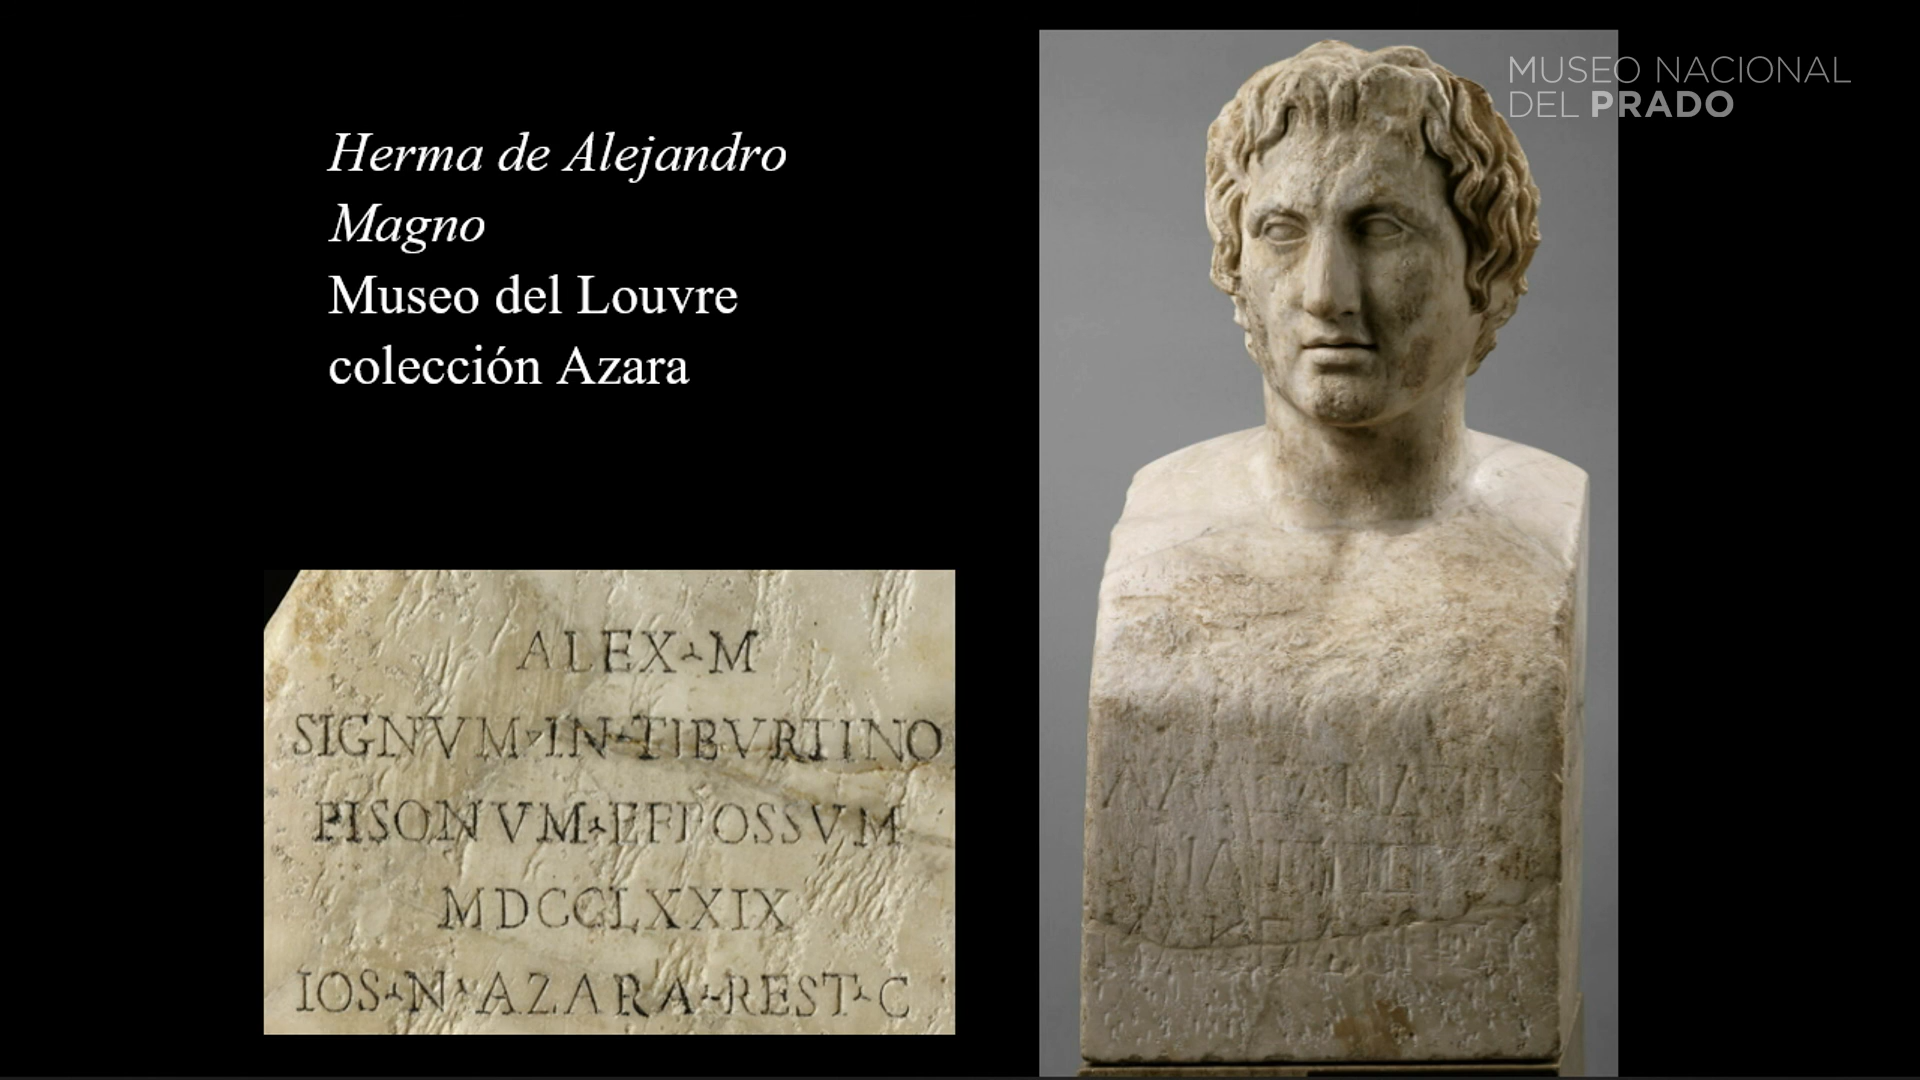 MUSEO NACIONAL
DEL PRADO
Herma de Alejandro
Magno
Museo del Louvre
colección Azara
ALEX M
SIGNVM IN TIBVRTINO
PISONVM EFFOSSVM
MDCCLXXIX
IOS N AZARA REST C